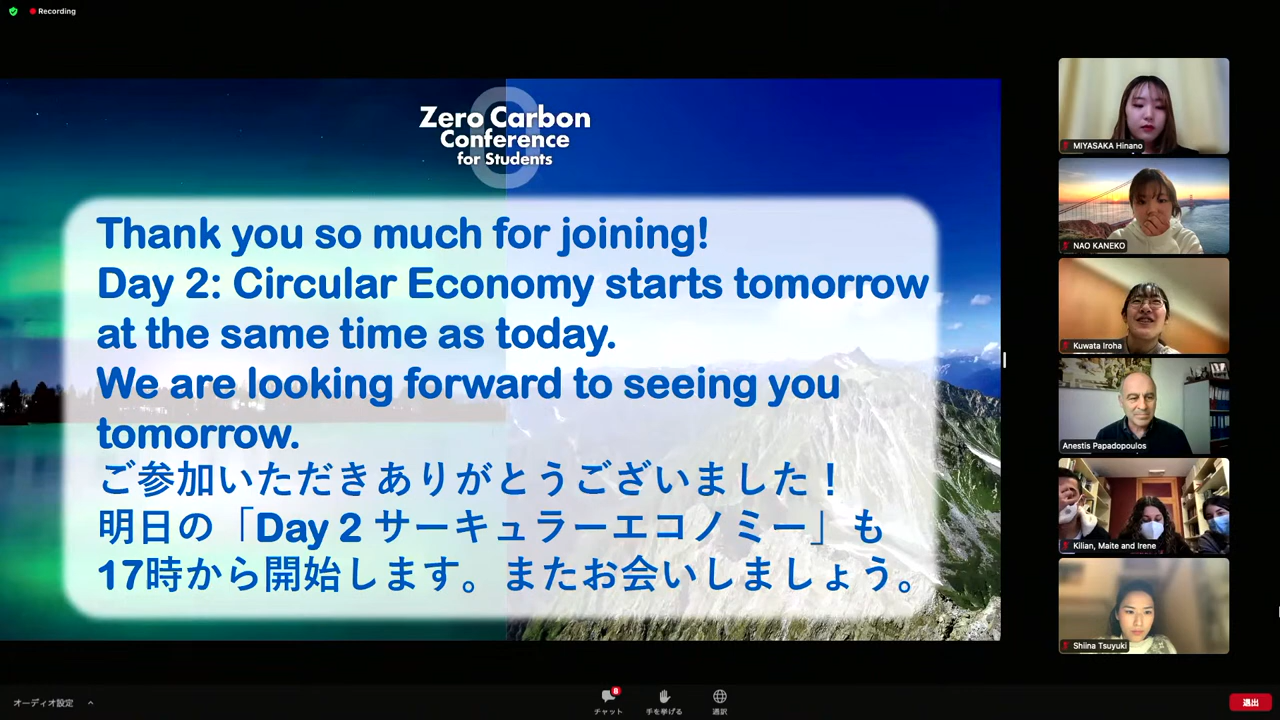 Recording
Zero Carbon
Conference
for Students
Thank you so much for joining!
Day 2: Circular Economy starts tomorrow
at the same time as today.
We are looking forward to seeing you
tomorrow.
ご参加いただきありがとうございました！
明日の「Day 2 サーキュラーエコノミー」も
17時から開始します。またお会いしましょう。
MIYASAKA Hinano
NAO KANEKO
Kuwata Iroha
Anestis Papadopoulos
Kilian, Maite and Irene
Shiina Tsuyuki
オーディオ設定
8
チャット
手を挙げる
通訳
退出